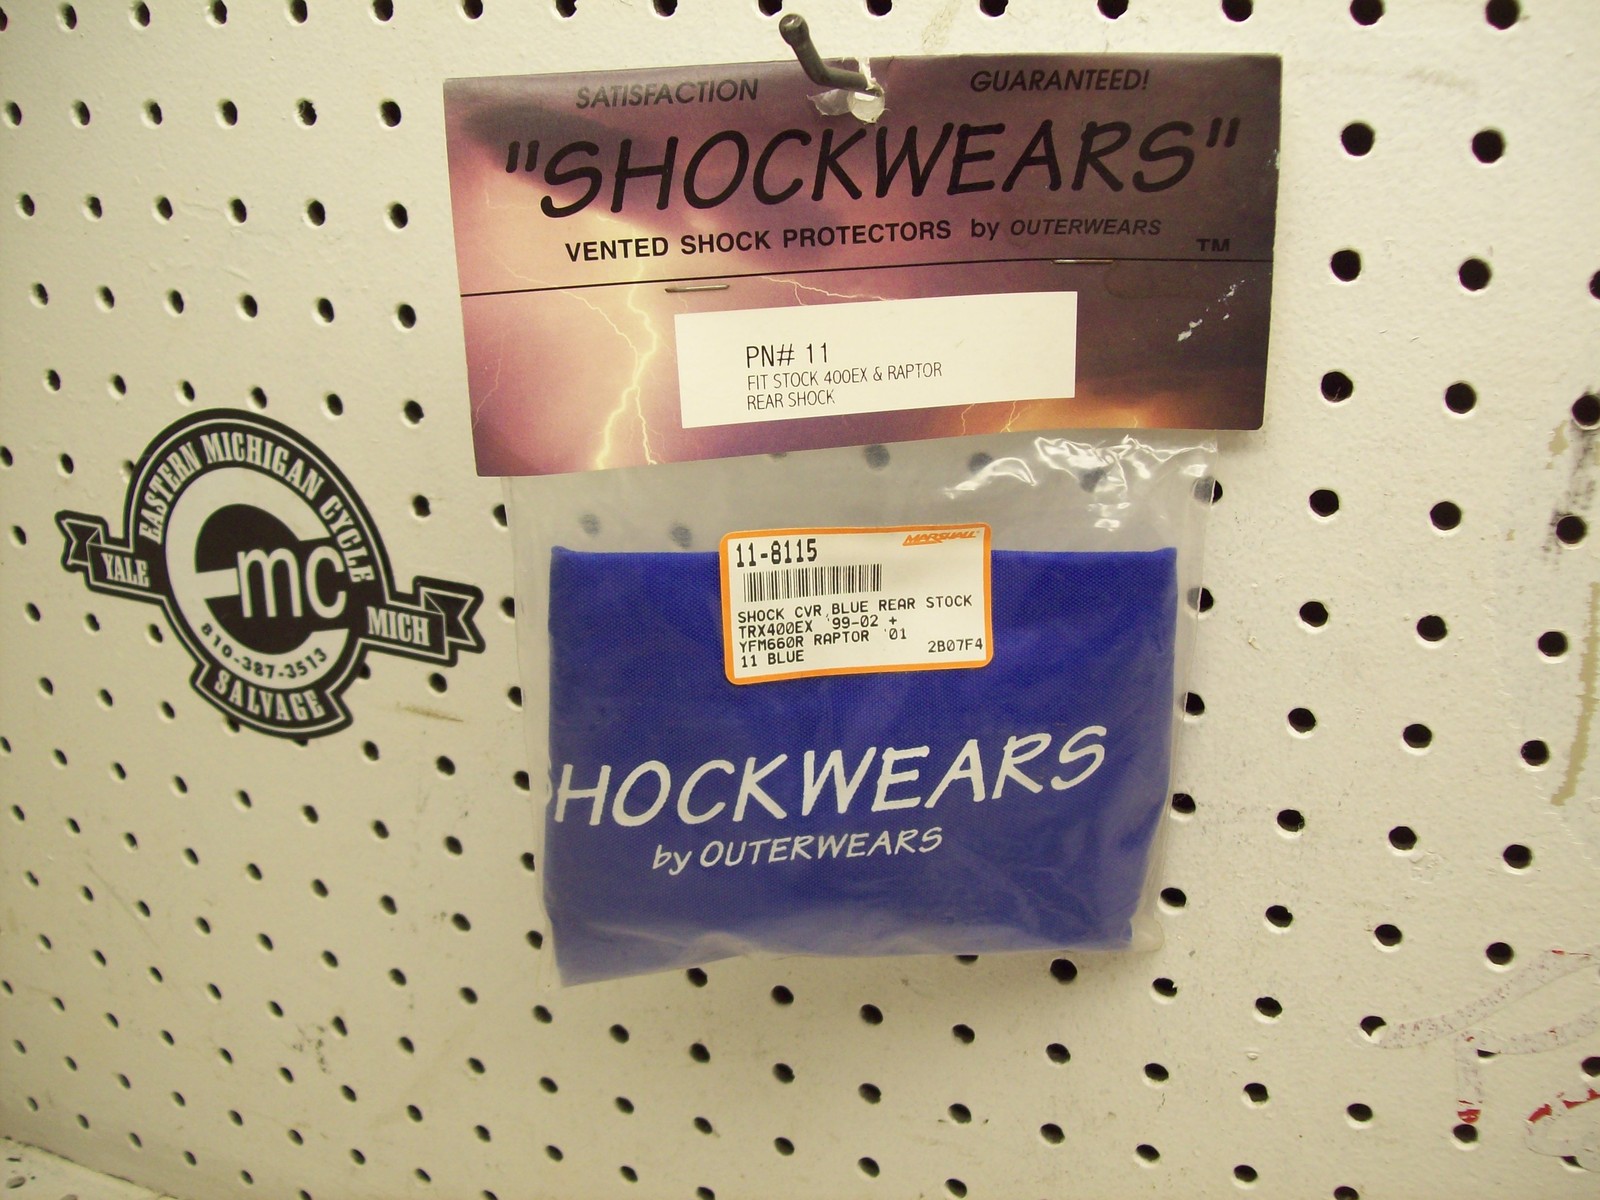 SATISFACTION GUARANTEED!
"SHOCKWEARS"
VENTED SHOCK PROTECTORS by OUTERWEARS ™
PN# 11
FIT STOCK 400EX & RAPTOR
REAR SHOCK
MARSHALL
11-8115
SHOCK CVR BLUE REAR STOCK
TRX400EX '99-02 +
YFM660R RAPTOR '01
11 BLUE 2B07F4
SHOCKWEARS
by OUTERWEARS
EASTERN MICHIGAN CYCLE
emc
YALE MICH
810-387-3513
SALVAGE